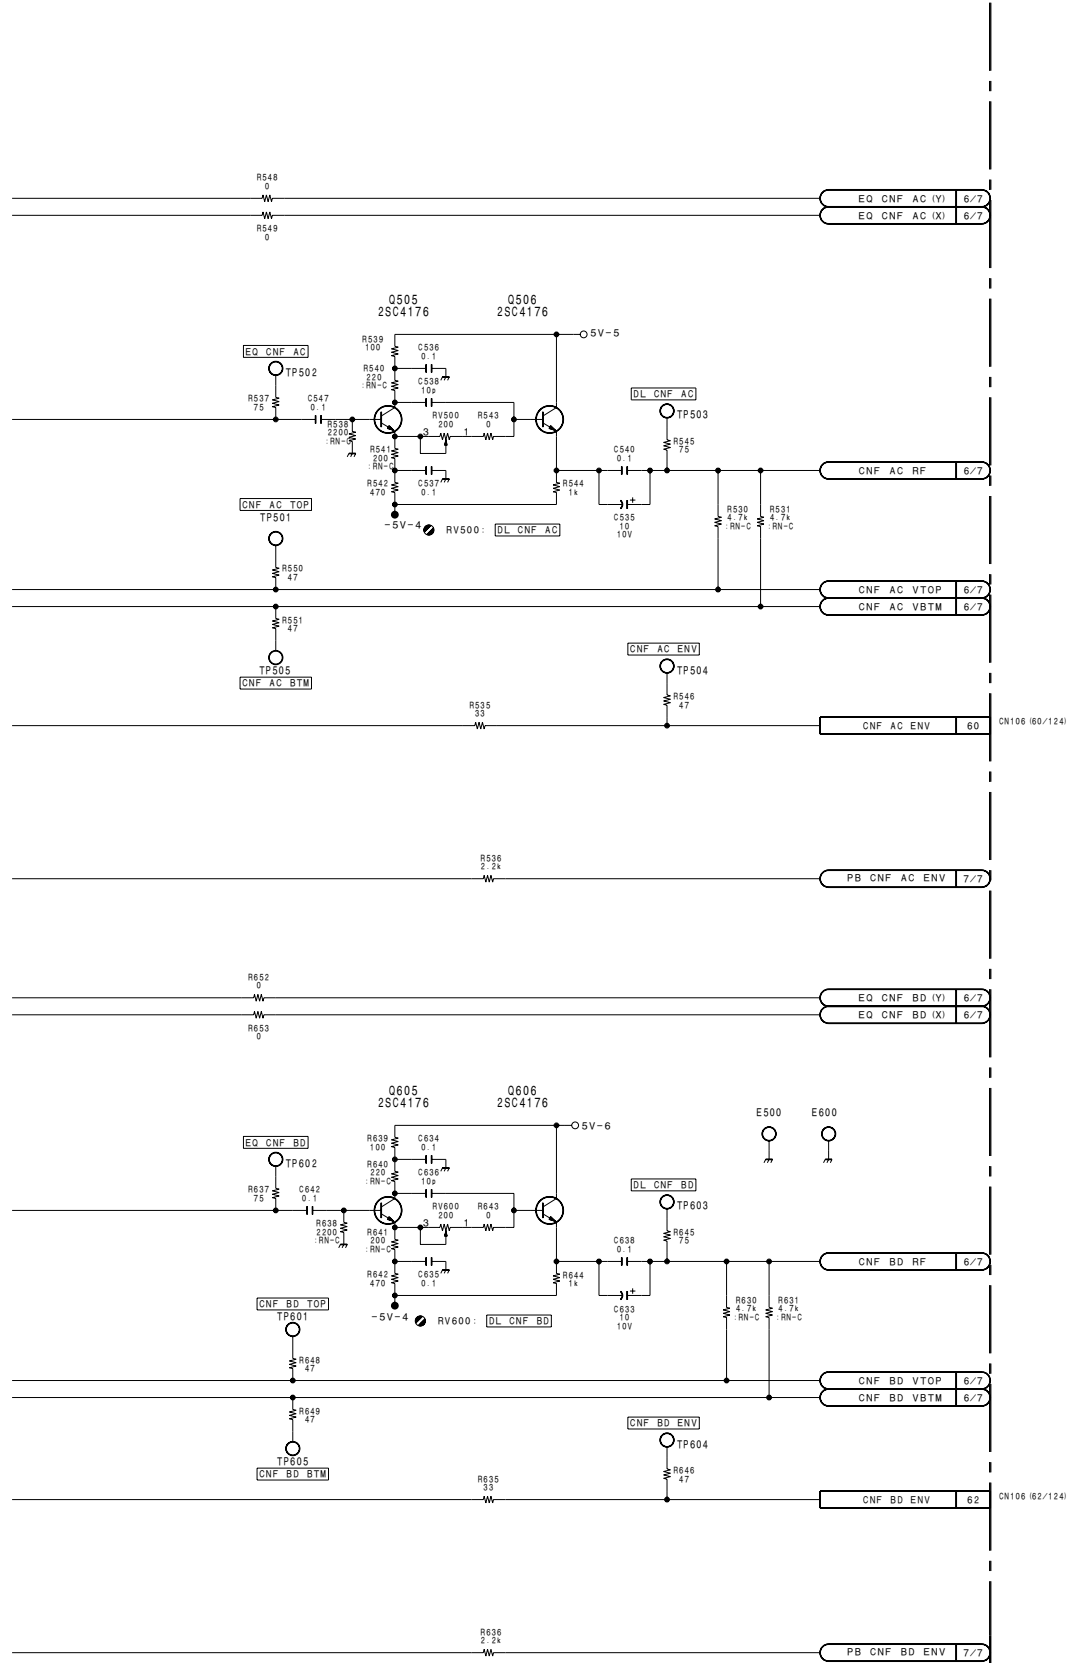 R548
0
EQ CNF AC (Y) 6/7
EQ CNF AC (X) 6/7
R549
0
Q505
2SC4176
Q506
2SC4176
5V-5
R539
100
C536
0.1
EQ CNF AC
TP502
R540
220
:RN-C
C538
10p
DL CNF AC
TP503
R537
75
C547
0.1
R538
2200
:RN-C
RV500
200
R543
0
3
1
R541
200
:RN-C
C540
0.1
R545
75
CNF AC RF 6/7
R542
470
C537
0.1
R544
1k
CNF AC TOP
TP501
-5V-4
RV500: DL CNF AC
+
C535
10
10V
R530
4.7k
:RN-C
R531
4.7k
:RN-C
R550
47
CNF AC VTOP 6/7
CNF AC VBTM 6/7
R551
47
TP505
CNF AC BTM
CNF AC ENV
TP504
R546
47
R535
33
CNF AC ENV 60
CN106 (60/124)
R536
2.2k
PB CNF AC ENV 7/7
R652
0
EQ CNF BD (Y) 6/7
EQ CNF BD (X) 6/7
R653
0
Q605
2SC4176
Q606
2SC4176
E500
E600
5V-6
R639
100
C634
0.1
EQ CNF BD
TP602
R640
220
:RN-C
C636
10p
DL CNF BD
TP603
R637
75
C642
0.1
R638
2200
:RN-C
RV600
200
R643
0
3
1
R641
200
:RN-C
C638
0.1
R645
75
CNF BD RF 6/7
R642
470
C635
0.1
R644
1k
CNF BD TOP
TP601
-5V-4
RV600: DL CNF BD
+
C633
10
10V
R630
4.7k
:RN-C
R631
4.7k
:RN-C
R648
47
CNF BD VTOP 6/7
CNF BD VBTM 6/7
R649
47
TP605
CNF BD BTM
CNF BD ENV
TP604
R646
47
R635
33
CNF BD ENV 62
CN106 (62/124)
R636
2.2k
PB CNF BD ENV 7/7